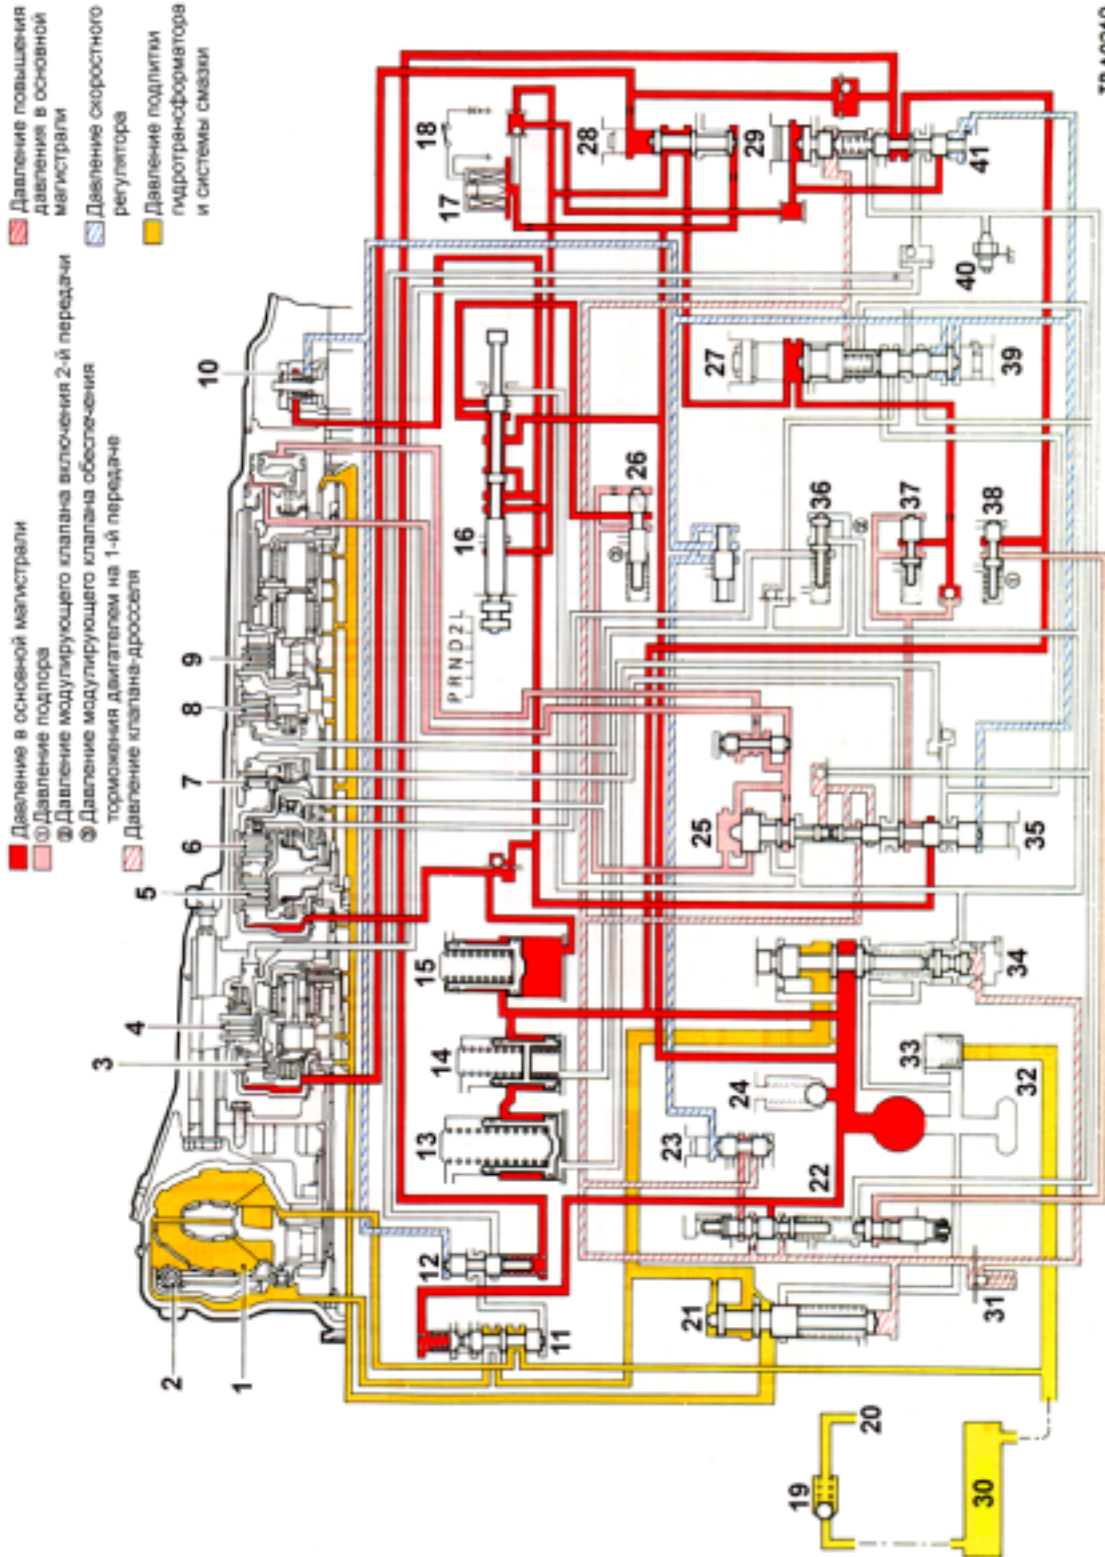 Давление в основной магистрали
①Давление подпора
②Давление модулирующего клапана включения 2-й передачи
③Давление модулирующего клапана обеспечения
торможения двигателем на 1-й передаче
Давление клапана-дросселя
Давление повышения
давления в основной
магистрали
Давление скоростного
регулятора
Давление подпитки
гидротрансформатора
и системы смазки
1
2
3
4
5
6
7
8
9
10
11
12
13
14
15
16
PRND2L
17
18
19
20
21
22
23
24
25
26
③
27
28
29
30
31
32
33
34
35
36
②
37
38
①
39
40
41